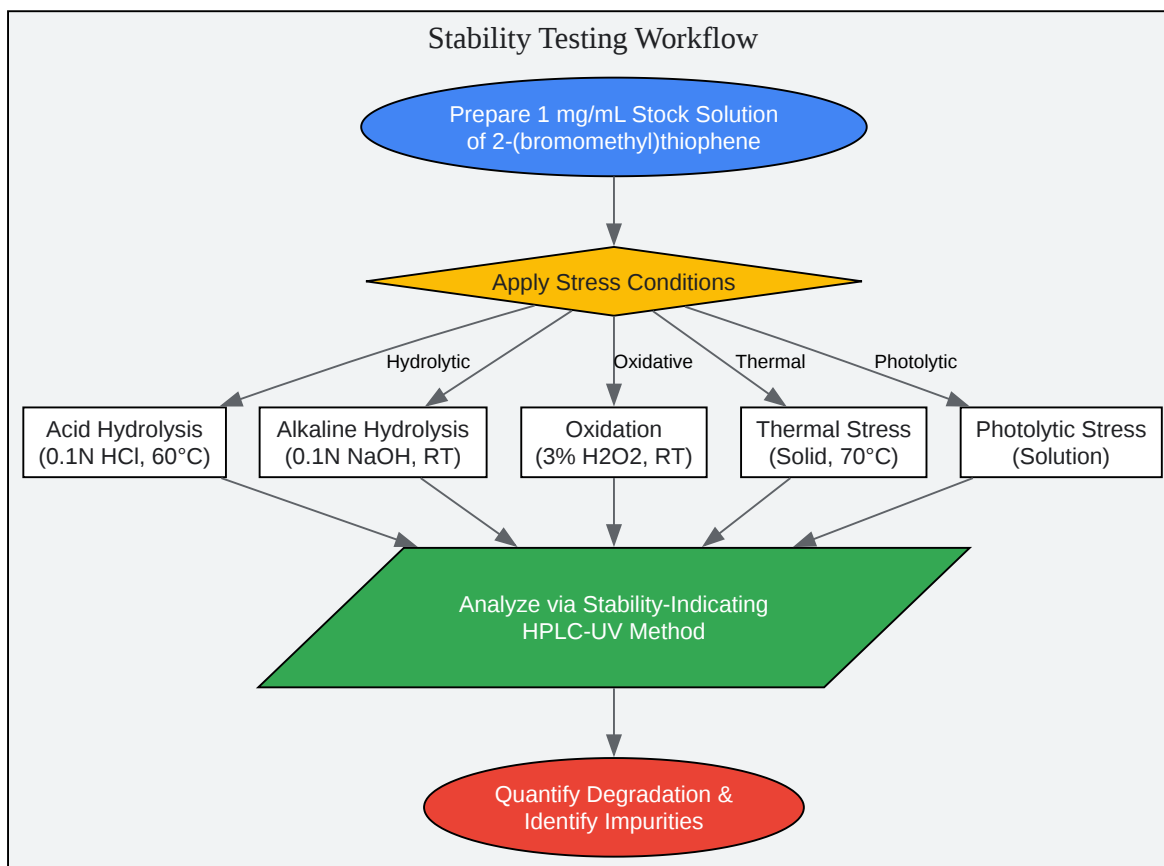 Stability Testing Workflow
Prepare 1 mg/mL Stock Solution
of 2-(bromomethyl)thiophene
Apply Stress Conditions
Hydrolytic
Oxidative
Thermal
Photolytic
Acid Hydrolysis
(0.1N HCl, 60°C)
Alkaline Hydrolysis
(0.1N NaOH, RT)
Oxidation
(3% H2O2, RT)
Thermal Stress
(Solid, 70°C)
Photolytic Stress
(Solution)
Analyze via Stability-Indicating
HPLC-UV Method
Quantify Degradation &
Identify Impurities